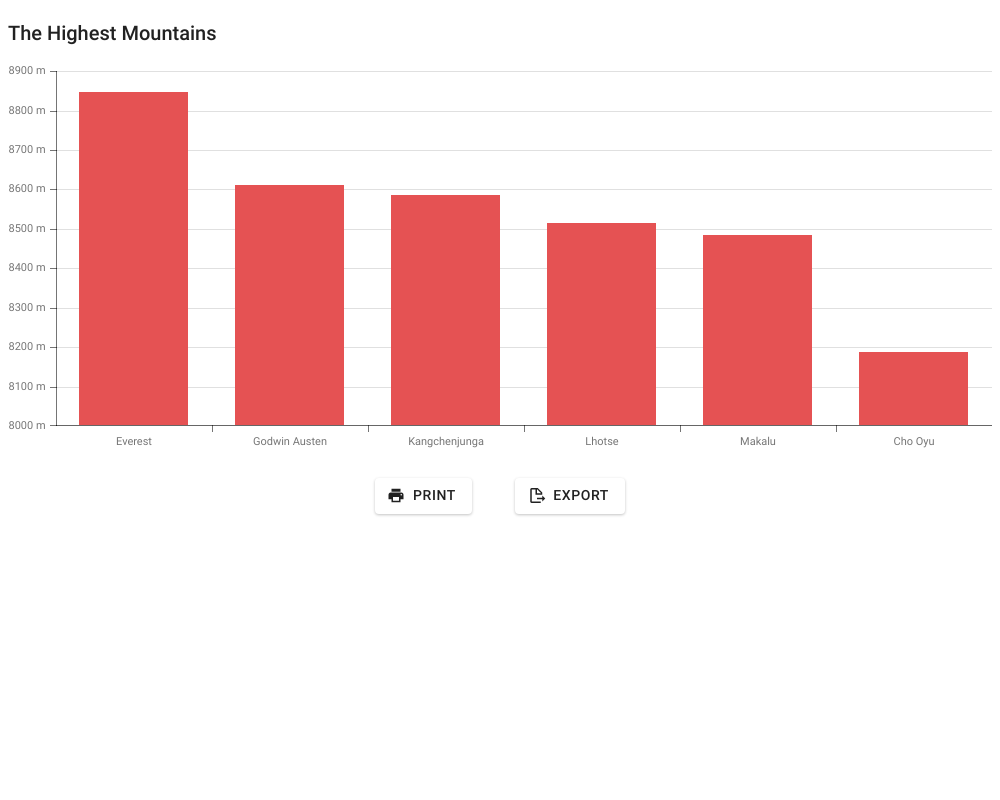 The Highest Mountains
8900 m
8800 m
8700 m
8600 m
8500 m
8400 m
8300 m
8200 m
8100 m
8000 m
Everest Godwin Austen Kangchenjunga Lhotse Makalu Cho Oyu
PRINT EXPORT